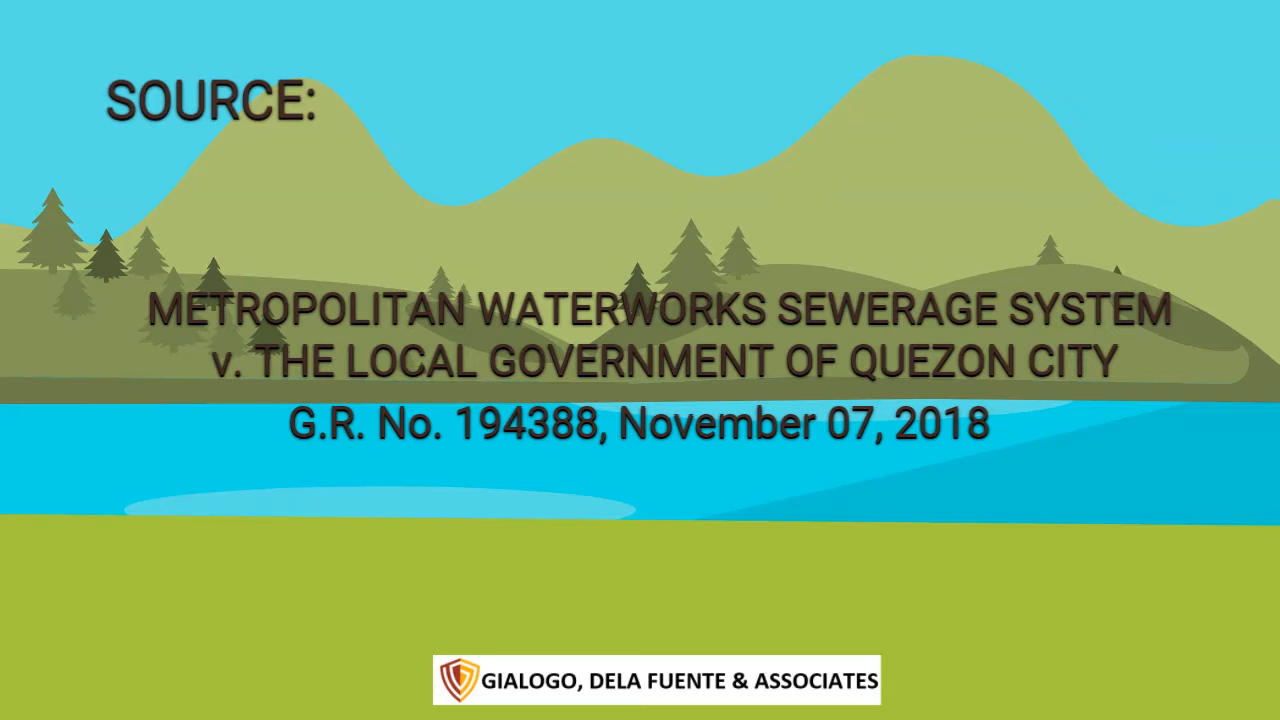 SOURCE:
METROPOLITAN WATERWORKS SEWERAGE SYSTEM
v. THE LOCAL GOVERNMENT OF QUEZON CITY
G.R. No. 194388, November 07, 2018
GIALOGO, DELA FUENTE & ASSOCIATES